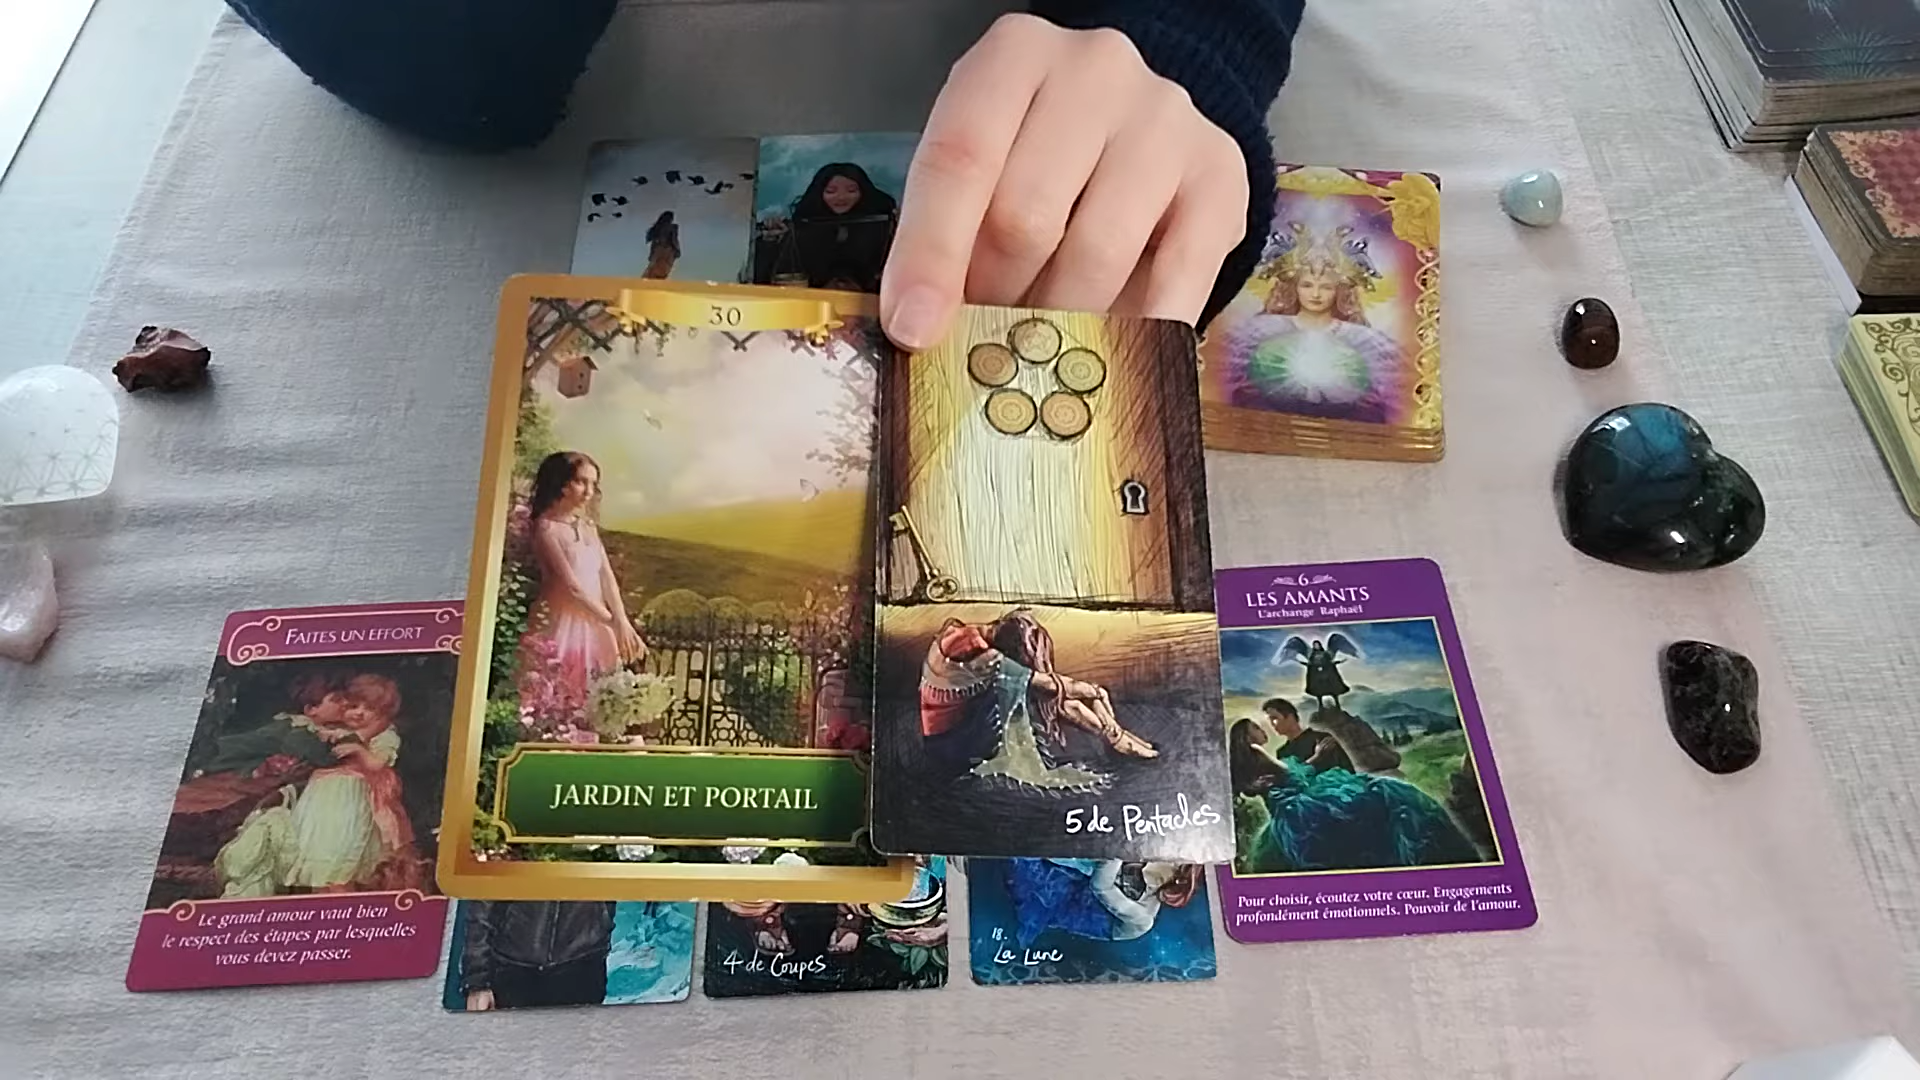 30
JARDIN ET PORTAIL
5 de Pentacles
FAITES UN EFFORT
Le grand amour vaut bien
le respect des étapes par lesquelles
vous devez passer.
4 de Coupes
18.
La Lune
6
LES AMANTS
L'archange Raphaël
Pour choisir, écoutez votre cœur. Engagements
profondément émotionnels. Pouvoir de l'amour.